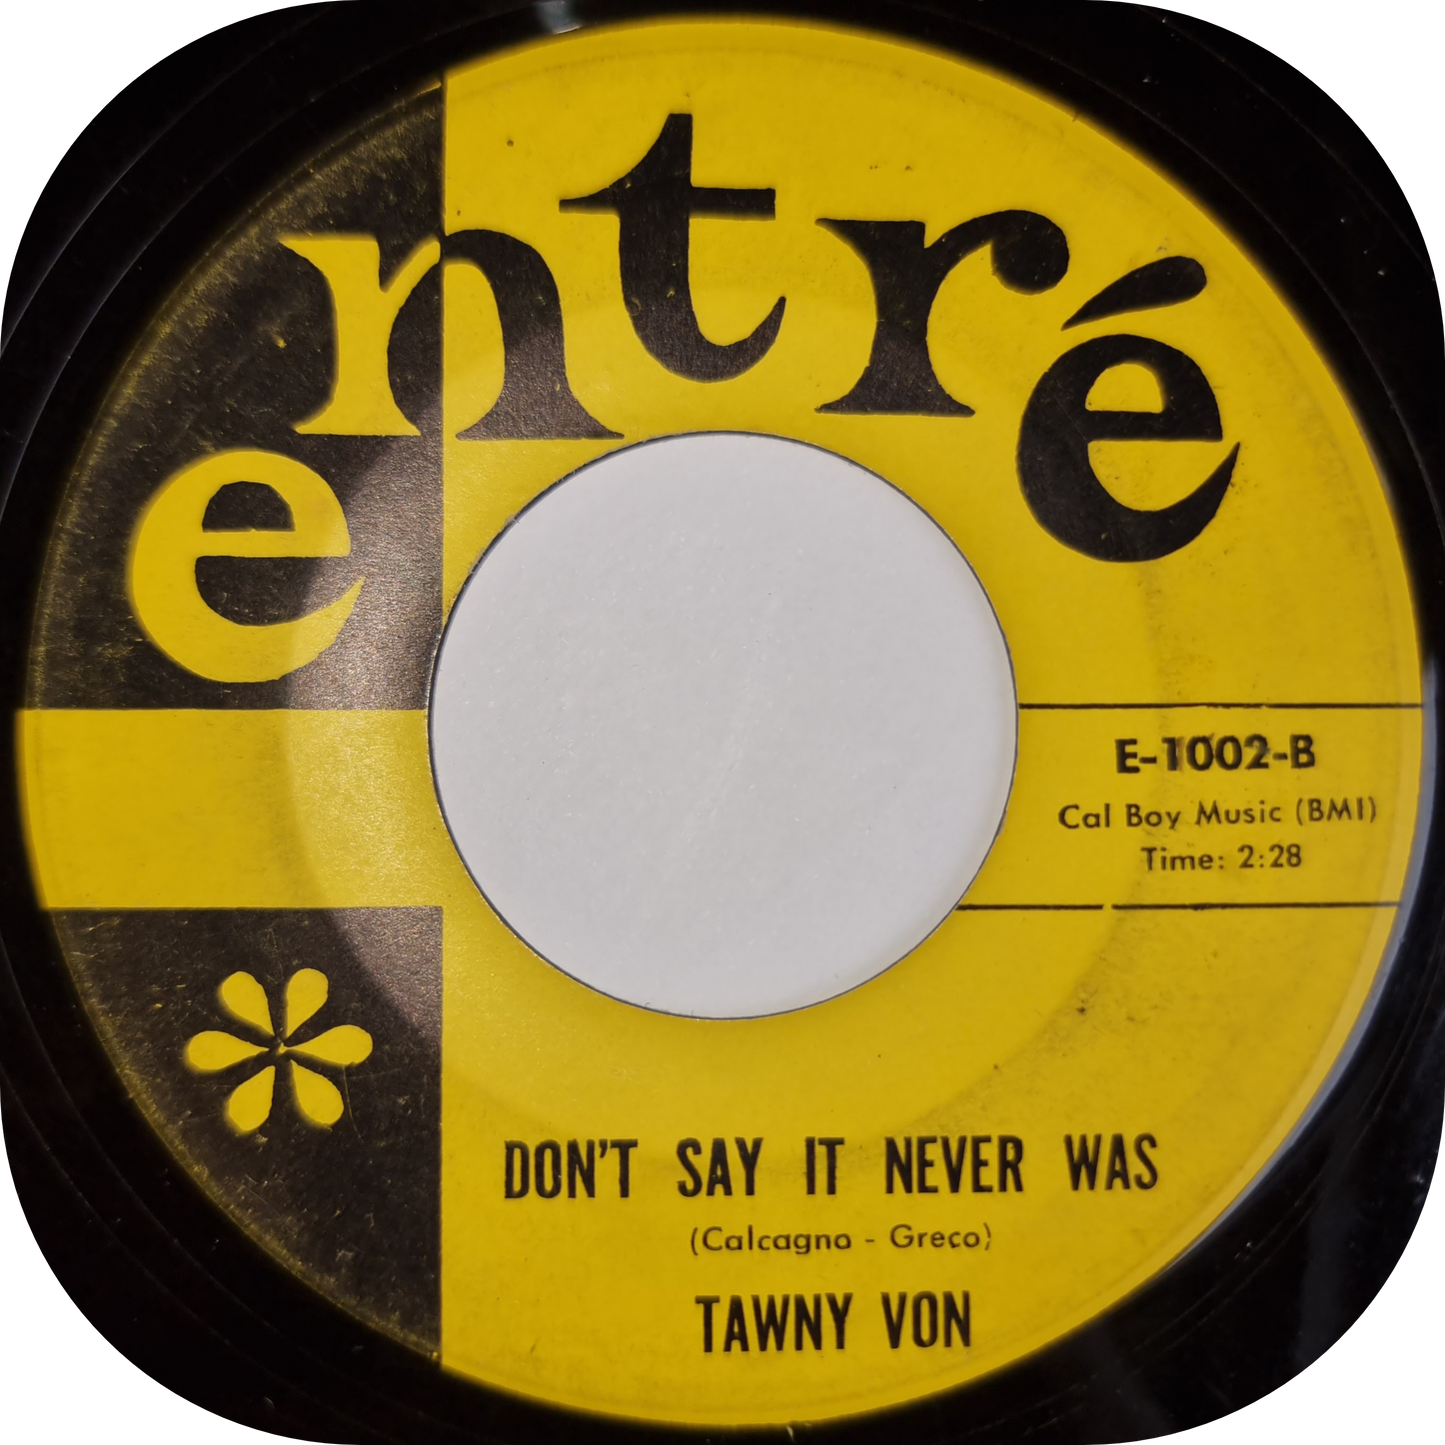 entré
E-1002-B
Cal Boy Music (BMI)
Time: 2:28
DON'T SAY IT NEVER WAS
(Calcagno - Greco)
TAWNY VON